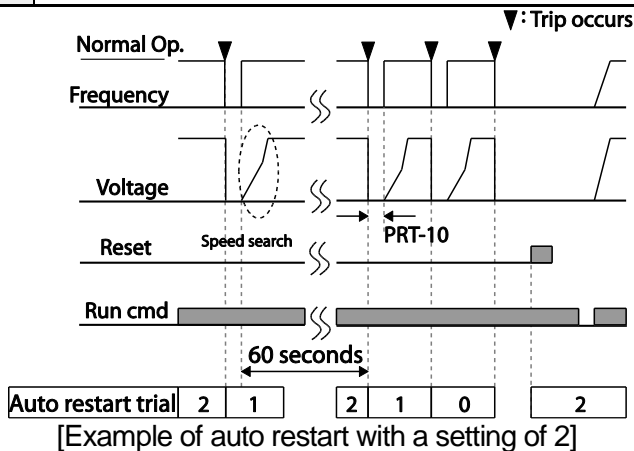 ▼: Trip occurs
Normal Op.
Frequency
Voltage
Speed search
PRT-10
Reset
Run cmd
60 seconds
Auto restart trial 2 1 2 1 0 2
[Example of auto restart with a setting of 2]